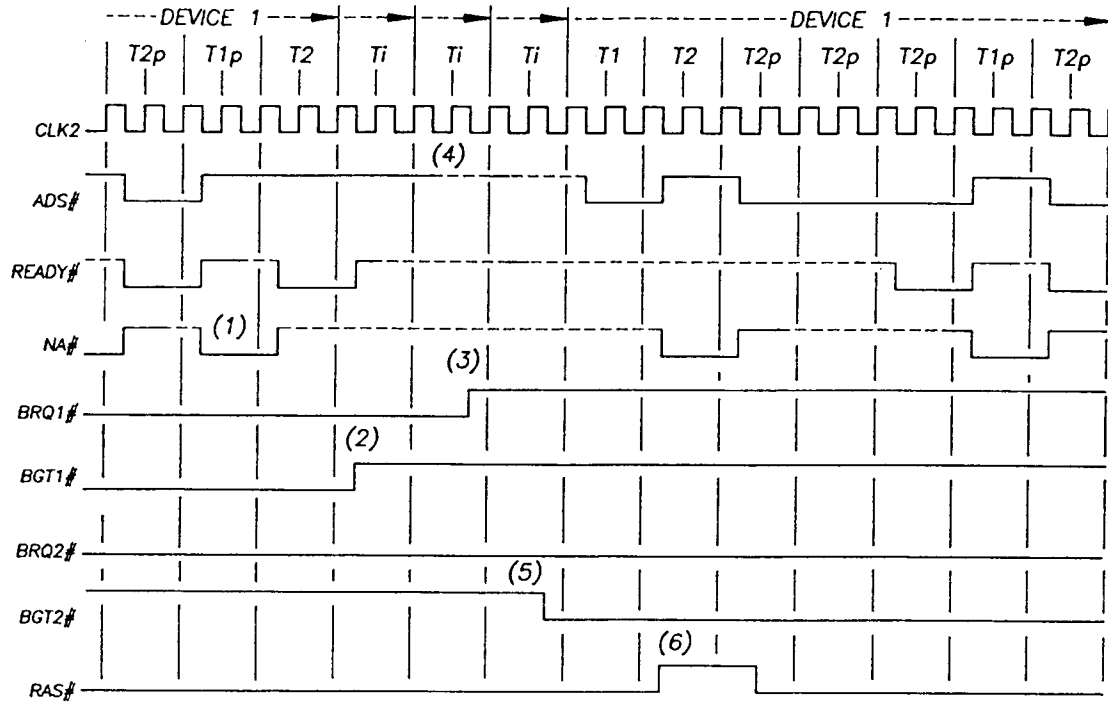 DEVICE 1 DEVICE 1
T2p T1p T2 Ti Ti Ti T1 T2 T2p T2p T2p T1p T2p
CLK2
(4)
ADS#
READY#
(1)
NA#
(3)
BRQ1#
(2)
BGT1#
BRQ2#
(5)
BGT2#
(6)
RAS#